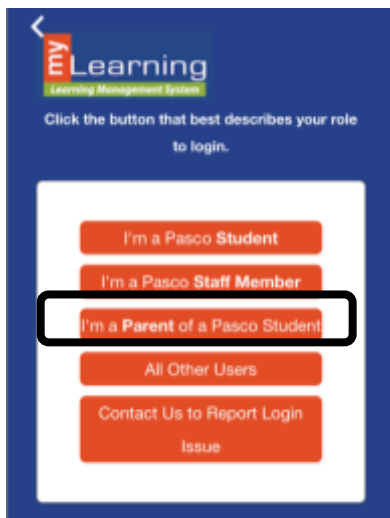 my Learning
Learning Management System
Click the button that best describes your role
to login.
I'm a Pasco Student
I'm a Pasco Staff Member
I'm a Parent of a Pasco Student
All Other Users
Contact Us to Report Login
Issue